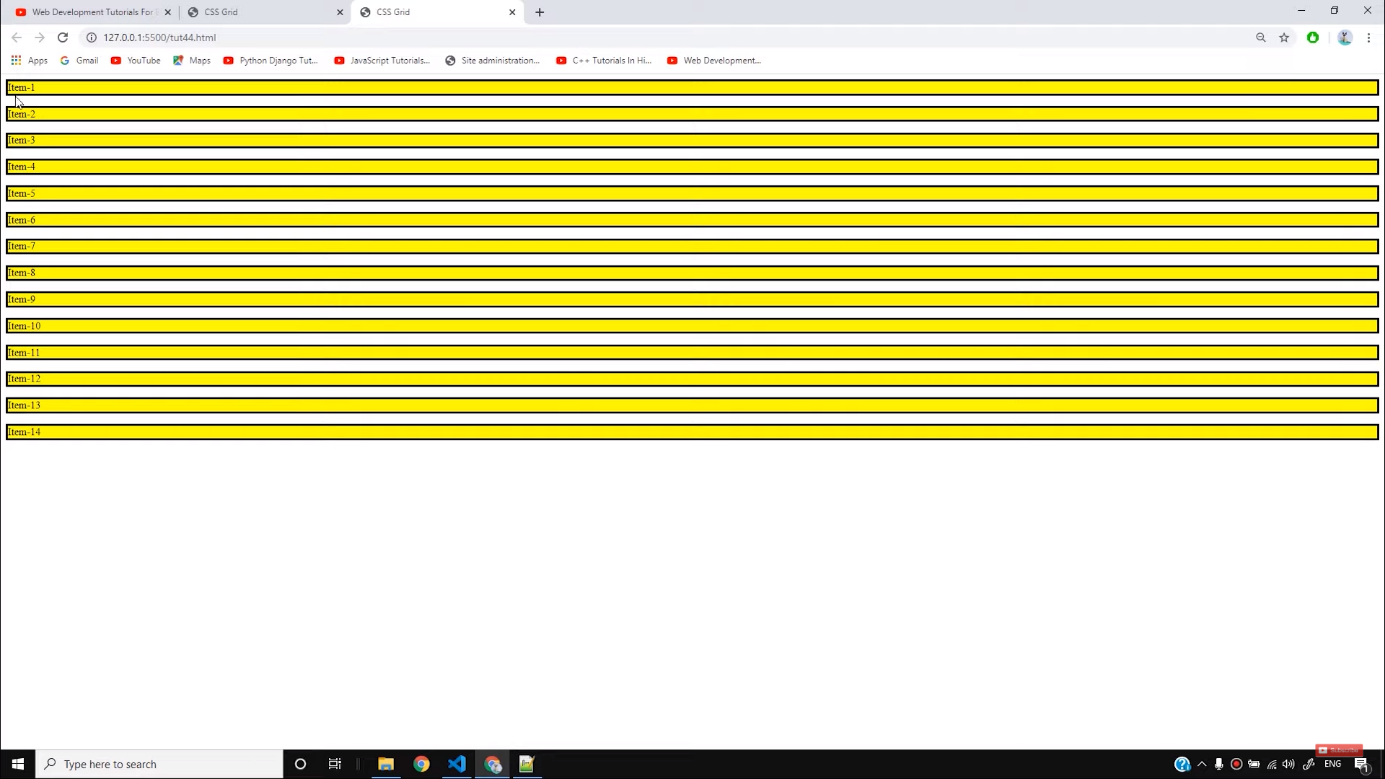 Web Development Tutorials For
CSS Grid
CSS Grid
127.0.0.1:5500/tut44.html
Apps
Gmail
YouTube
Maps
Python Django Tut...
JavaScript Tutorials...
Site administration...
C++ Tutorials In Hi...
Web Development...
Item-1
Item-2
Item-3
Item-4
Item-5
Item-6
Item-7
Item-8
Item-9
Item-10
Item-11
Item-12
Item-13
Item-14
Subscribe
Type here to search
ENG
1